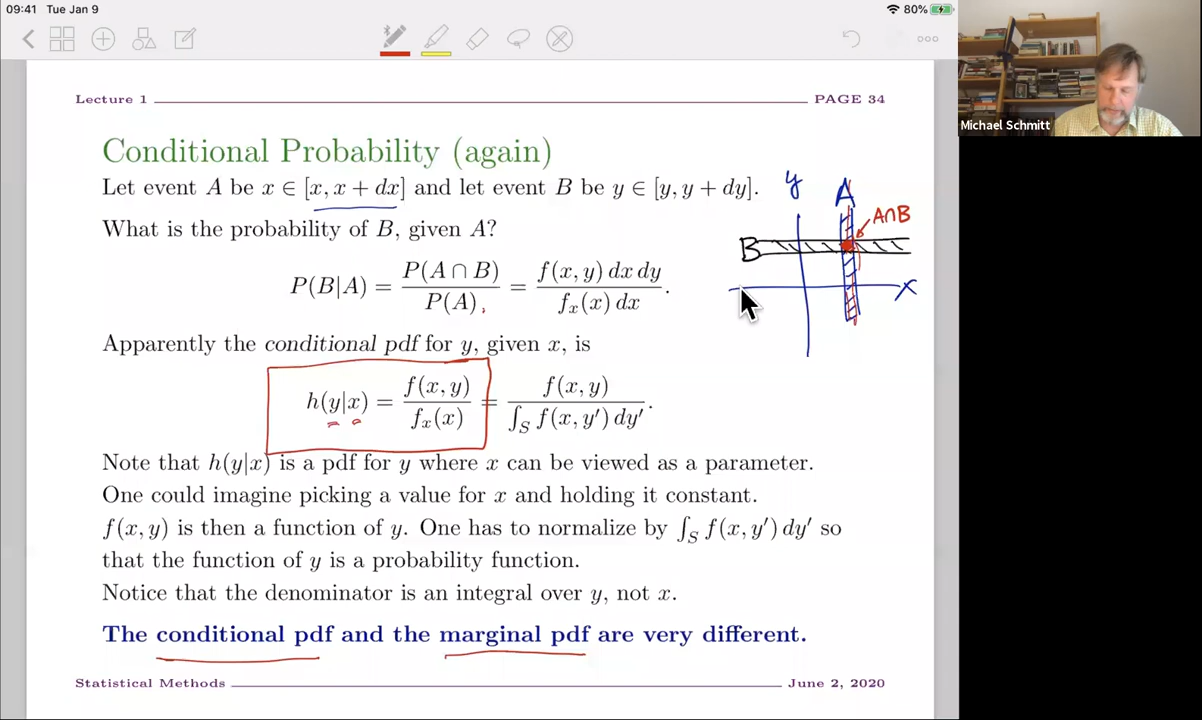 09:41 Tue Jan 9
80%
Lecture 1
PAGE 34
Michael Schmitt
Conditional Probability (again)
Let event A be x ∈ [x, x + dx] and let event B be y ∈ [y, y + dy].
What is the probability of B, given A?
P(B|A) = P(A ∩ B) / P(A) = f(x, y) dx dy / f_x(x) dx .
y
A
A∩B
B
x
Apparently the conditional pdf for y, given x, is
h(y|x) = f(x, y) / f_x(x) = f(x, y) / ∫_S f(x, y′) dy′ .
Note that h(y|x) is a pdf for y where x can be viewed as a parameter.
One could imagine picking a value for x and holding it constant.
f(x, y) is then a function of y. One has to normalize by ∫_S f(x, y′) dy′ so
that the function of y is a probability function.
Notice that the denominator is an integral over y, not x.
The conditional pdf and the marginal pdf are very different.
Statistical Methods
June 2, 2020